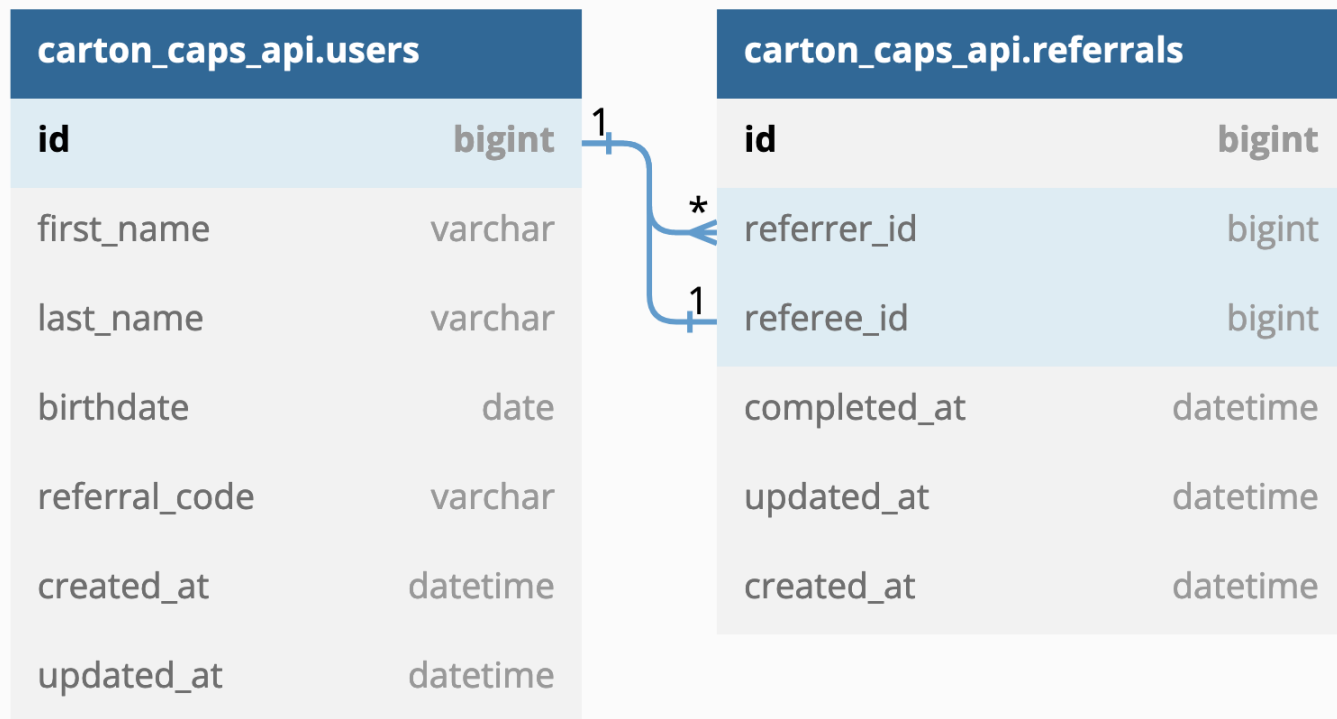 carton_caps_api.users
id bigint
first_name varchar
last_name varchar
birthdate date
referral_code varchar
created_at datetime
updated_at datetime
1
*
1
carton_caps_api.referrals
id bigint
referrer_id bigint
referee_id bigint
completed_at datetime
updated_at datetime
created_at datetime